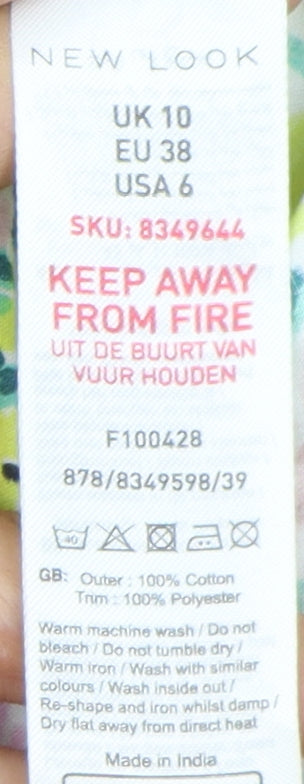 NEW LOOK
UK 10
EU 38
USA 6
SKU: 8349644
KEEP AWAY
FROM FIRE
UIT DE BUURT VAN
VUUR HOUDEN
F100428
878/8349598/39
40
GB: Outer : 100% Cotton
Trim : 100% Polyester
Warm machine wash / Do not
bleach / Do not tumble dry /
Warm iron / Wash with similar
colours / Wash inside out /
Re-shape and iron whilst damp /
Dry flat away from direct heat
Made in India